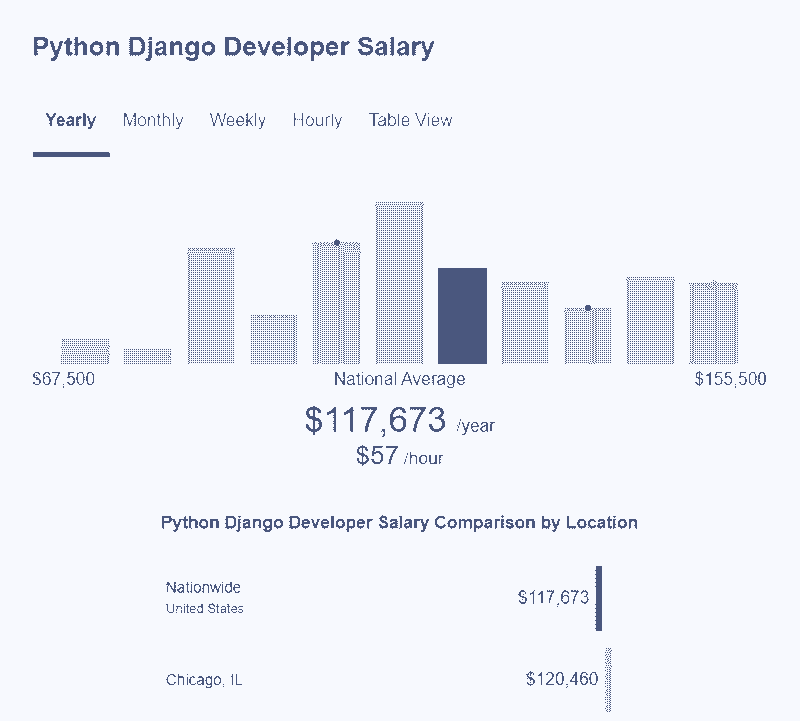 Python Django Developer Salary
Yearly Monthly Weekly Hourly Table View
$67,500 National Average $155,500
$117,673 /year
$57 /hour
Python Django Developer Salary Comparison by Location
Nationwide
United States
$117,673
Chicago, IL
$120,460